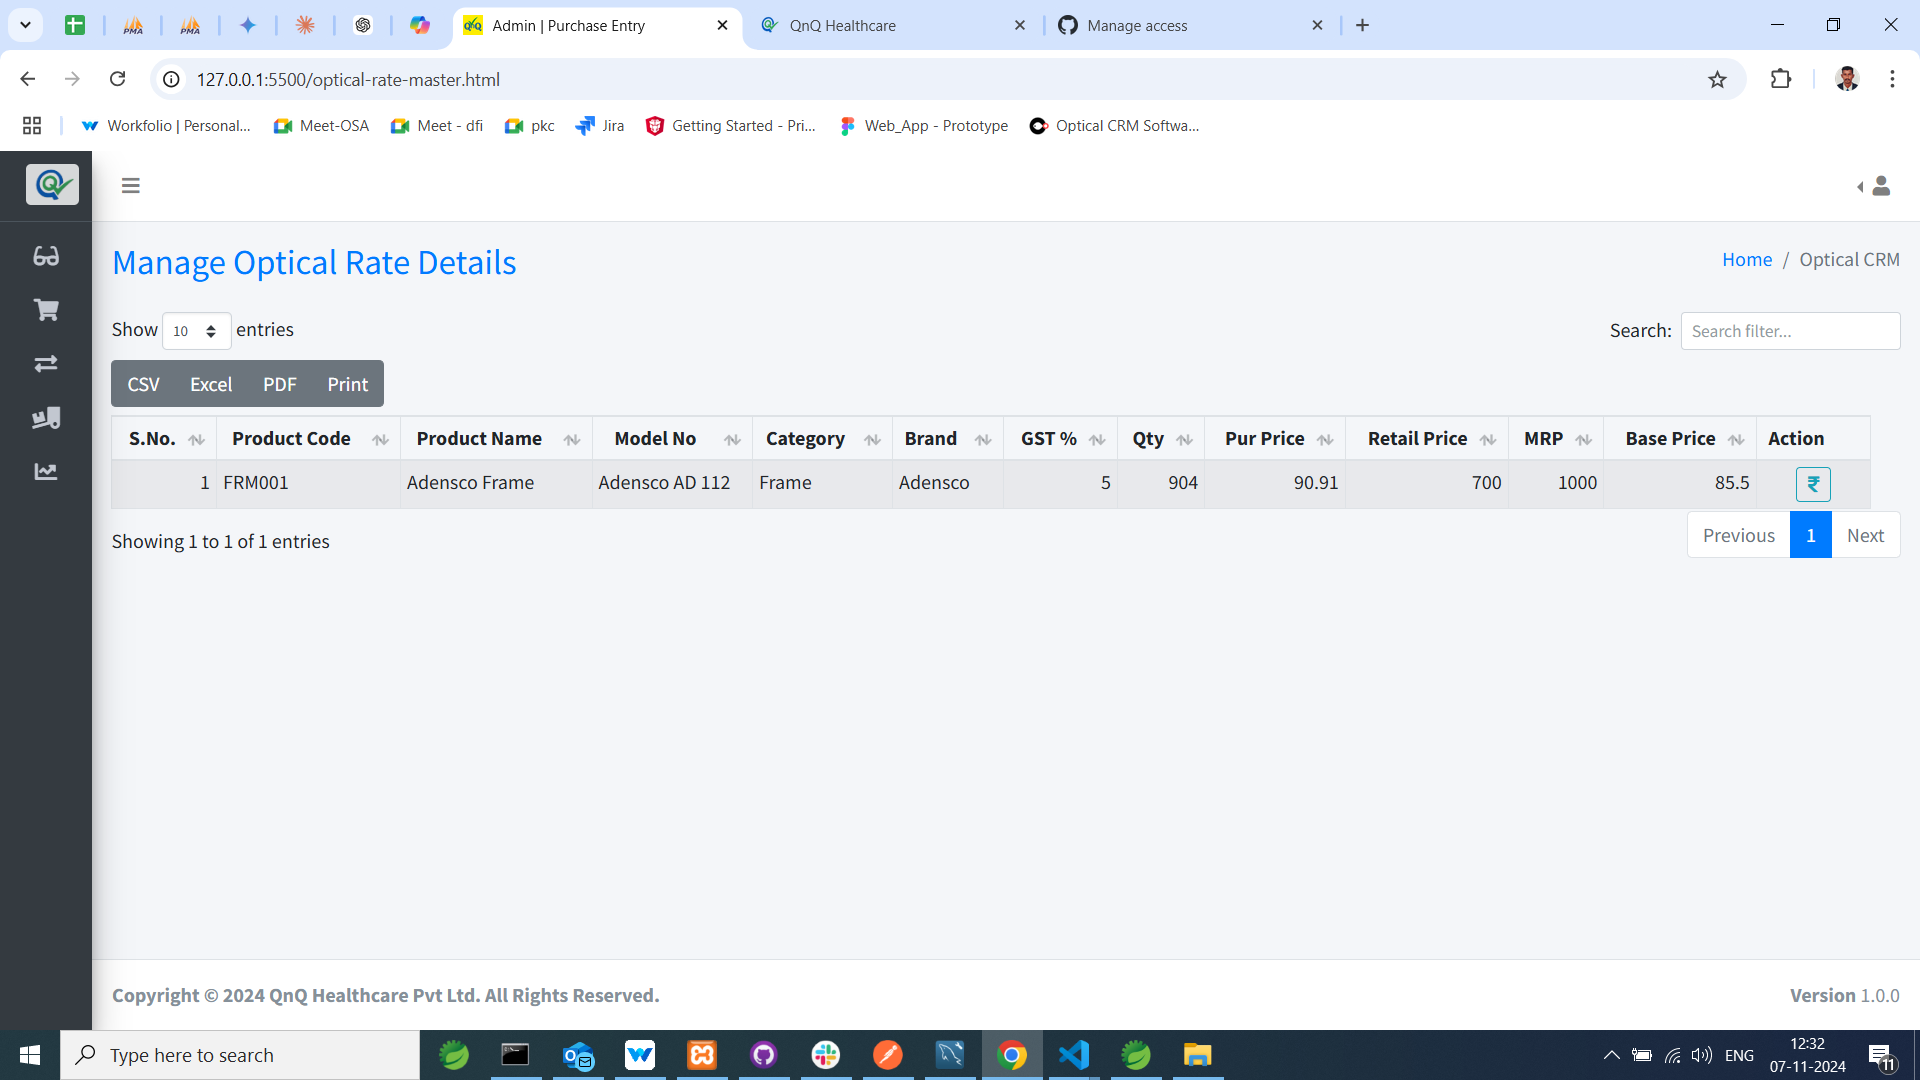 Admin | Purchase Entry
QnQ Healthcare
Manage access
127.0.0.1:5500/optical-rate-master.html
Workfolio | Personal...
Meet-OSA
Meet - dfi
pkc
Jira
Getting Started - Pri...
Web_App - Prototype
Optical CRM Softwa...
Manage Optical Rate Details
Home / Optical CRM
Show 10 entries
Search: Search filter...
CSV Excel PDF Print
S.No. Product Code Product Name Model No Category Brand GST % Qty Pur Price Retail Price MRP Base Price Action
1 FRM001 Adensco Frame Adensco AD 112 Frame Adensco 5 904 90.91 700 1000 85.5 ₹
Showing 1 to 1 of 1 entries
Previous 1 Next
Copyright © 2024 QnQ Healthcare Pvt Ltd. All Rights Reserved.
Version 1.0.0
Type here to search
ENG
12:32
07-11-2024
11